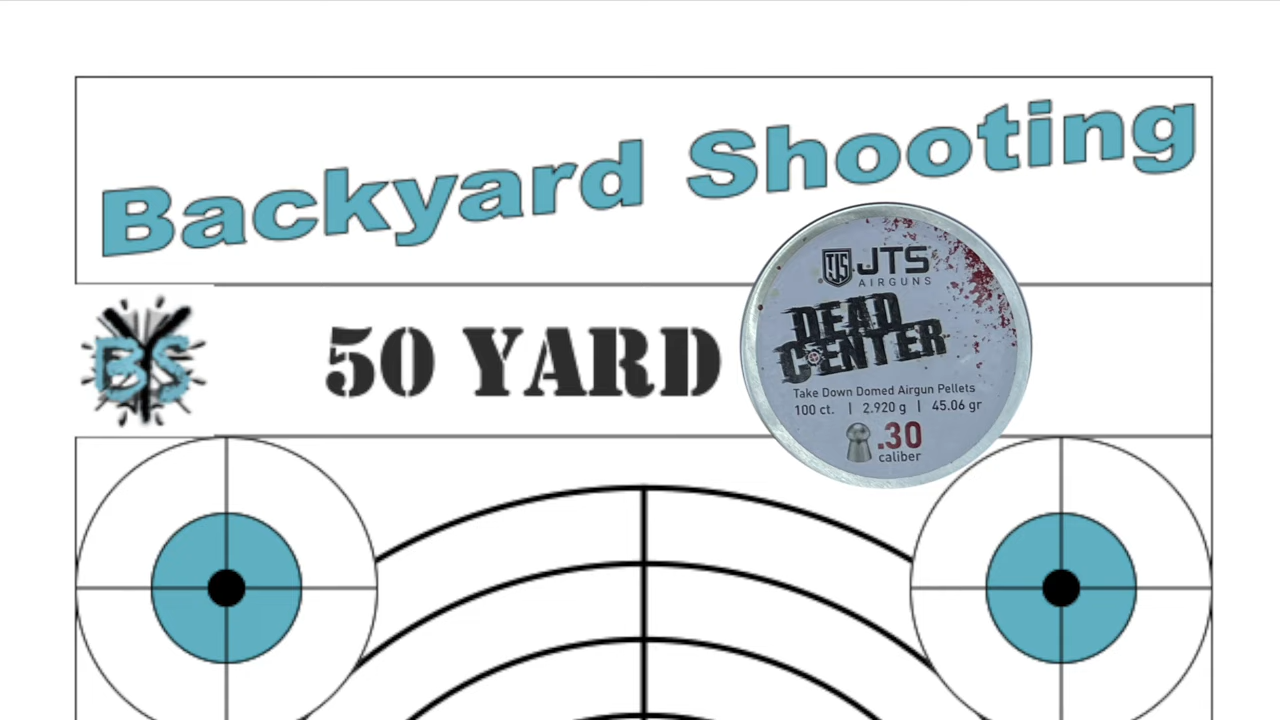 Backyard Shooting
BS
50 YARD
TJS JTS
AIRGUNS
DEAD
CENTER
Take Down Domed Airgun Pellets
100 ct. | 2.920 g | 45.06 gr
.30
caliber